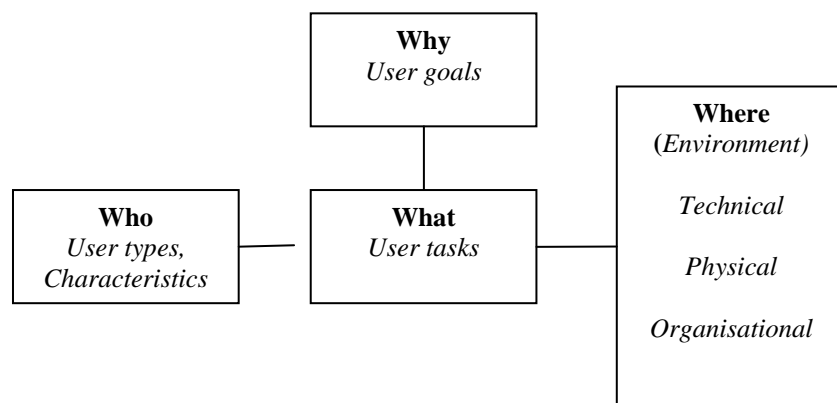 Why
User goals
Where
(Environment)
Technical
Physical
Organisational
Who
User types,
Characteristics
What
User tasks